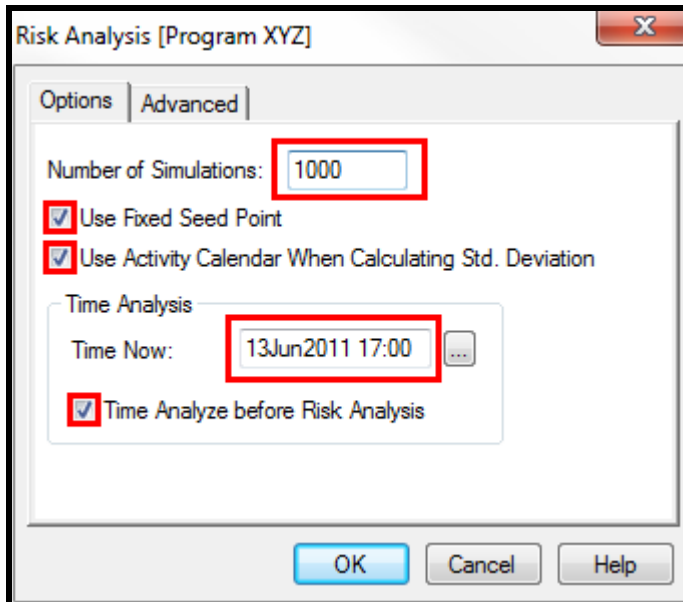 Risk Analysis [Program XYZ]
Options Advanced
Number of Simulations: 1000
Use Fixed Seed Point
Use Activity Calendar When Calculating Std. Deviation
Time Analysis
Time Now: 13Jun2011 17:00 ...
Time Analyze before Risk Analysis
OK Cancel Help